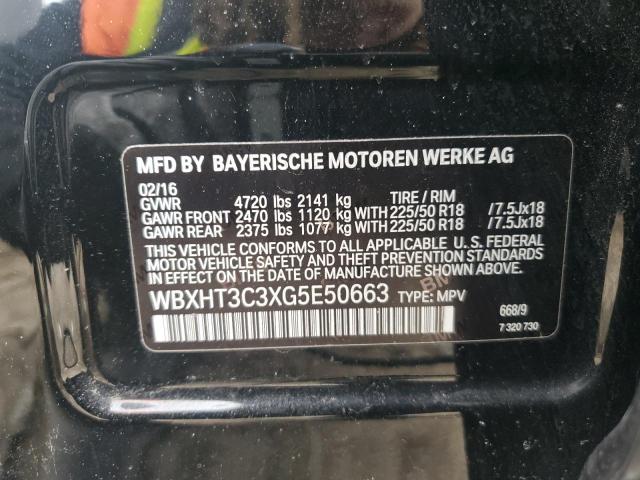 MFD BY BAYERISCHE MOTOREN WERKE AG
02/16
GVWR 4720 lbs 2141 kg TIRE / RIM
GAWR FRONT 2470 lbs 1120 kg WITH 225/50 R18 /7.5Jx18
GAWR REAR 2375 lbs 1077 kg WITH 225/50 R18 /7.5Jx18
THIS VEHICLE CONFORMS TO ALL APPLICABLE U.S. FEDERAL
MOTOR VEHICLE SAFETY AND THEFT PREVENTION STANDARDS
IN EFFECT ON THE DATE OF MANUFACTURE SHOWN ABOVE.
WBXHT3C3XG5E50663 TYPE: MPV
668/9
7 320 730